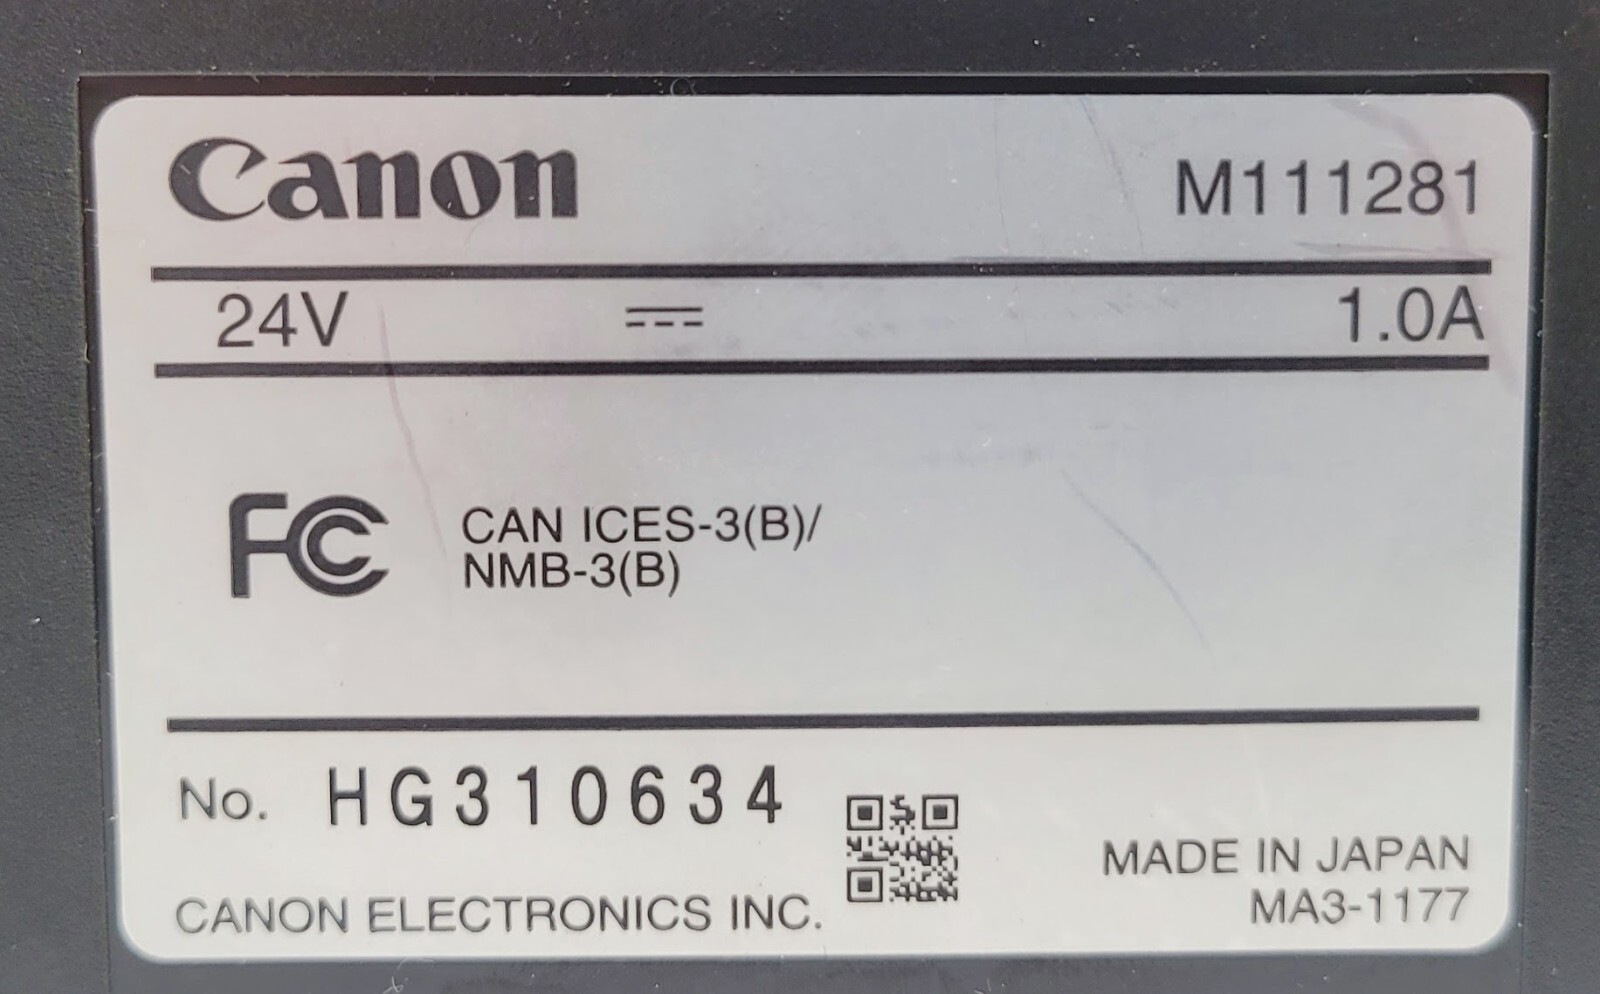 Canon
M111281
24V ⎓ 1.0A
FC
CAN ICES-3(B)/
NMB-3(B)
No. HG310634
CANON ELECTRONICS INC.
MADE IN JAPAN
MA3-1177